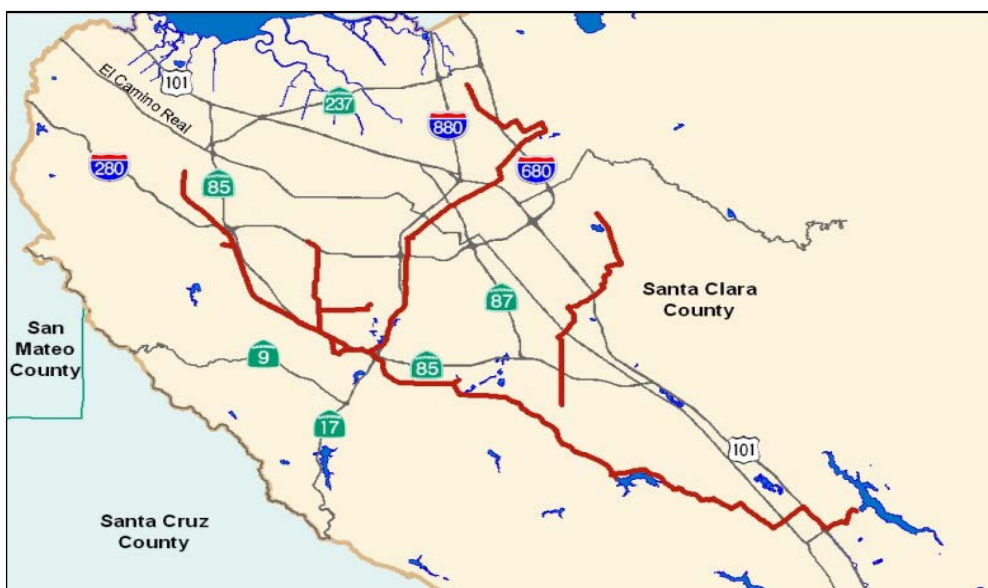 101
El Camino Real
237
880
280
680
85
Santa Clara
County
87
San
Mateo
County
9
85
17
101
Santa Cruz
County